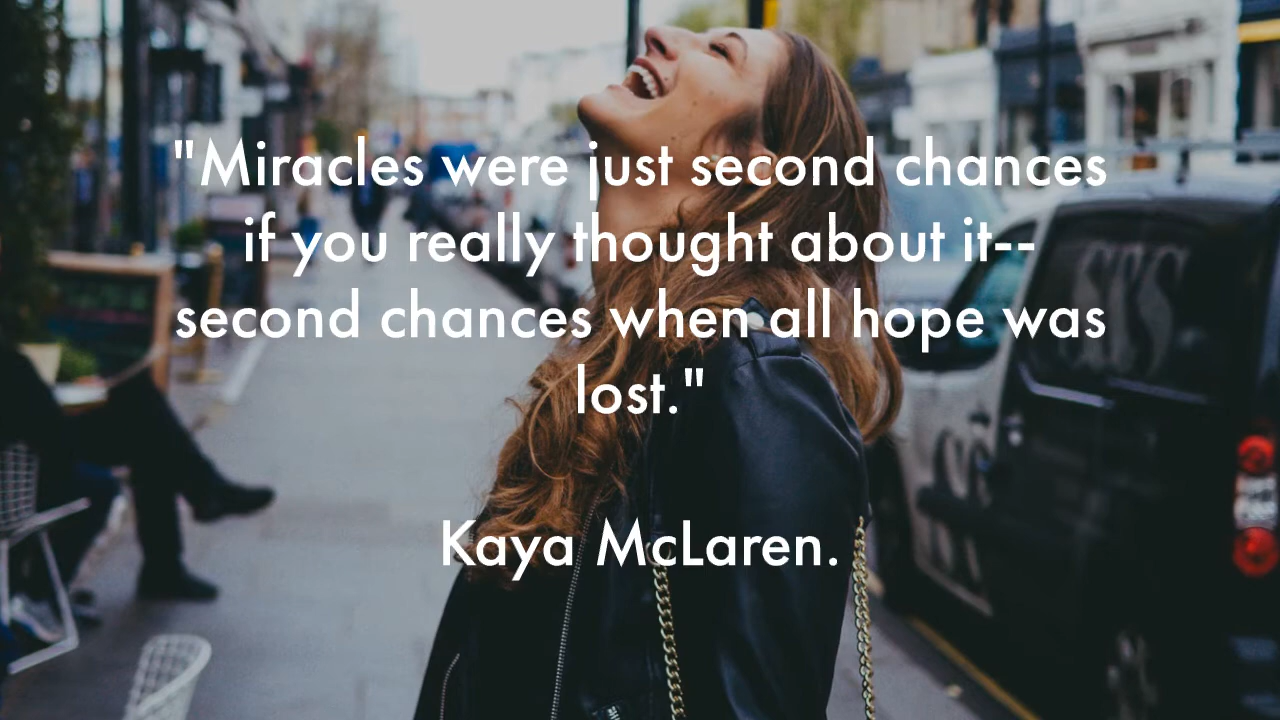 "Miracles were just second chances
if you really thought about it--
second chances when all hope was
lost."
Kaya McLaren.